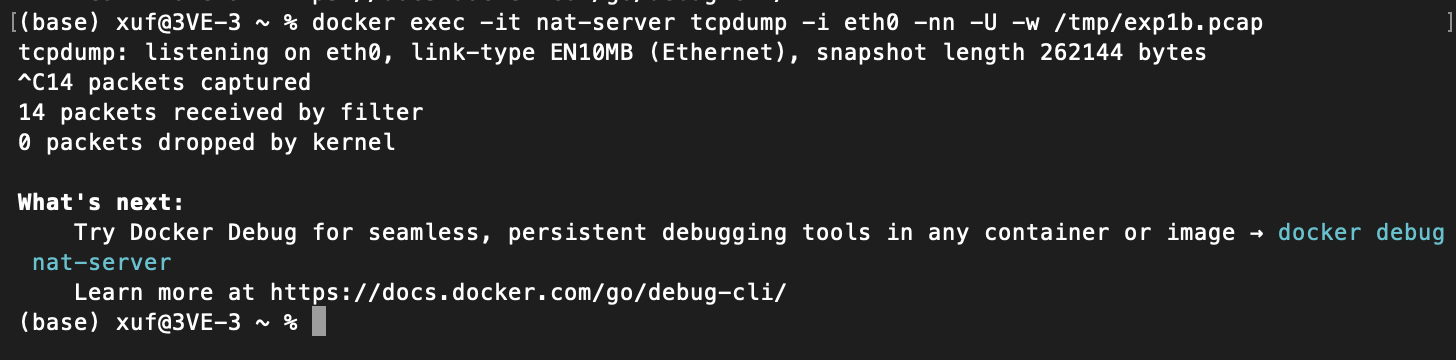 [(base) xuf@3VE-3 ~ % docker exec -it nat-server tcpdump -i eth0 -nn -U -w /tmp/exp1b.pcap ]
tcpdump: listening on eth0, link-type EN10MB (Ethernet), snapshot length 262144 bytes
^C14 packets captured
14 packets received by filter
0 packets dropped by kernel
What's next:
Try Docker Debug for seamless, persistent debugging tools in any container or image → docker debug
nat-server
Learn more at https://docs.docker.com/go/debug-cli/
(base) xuf@3VE-3 ~ %